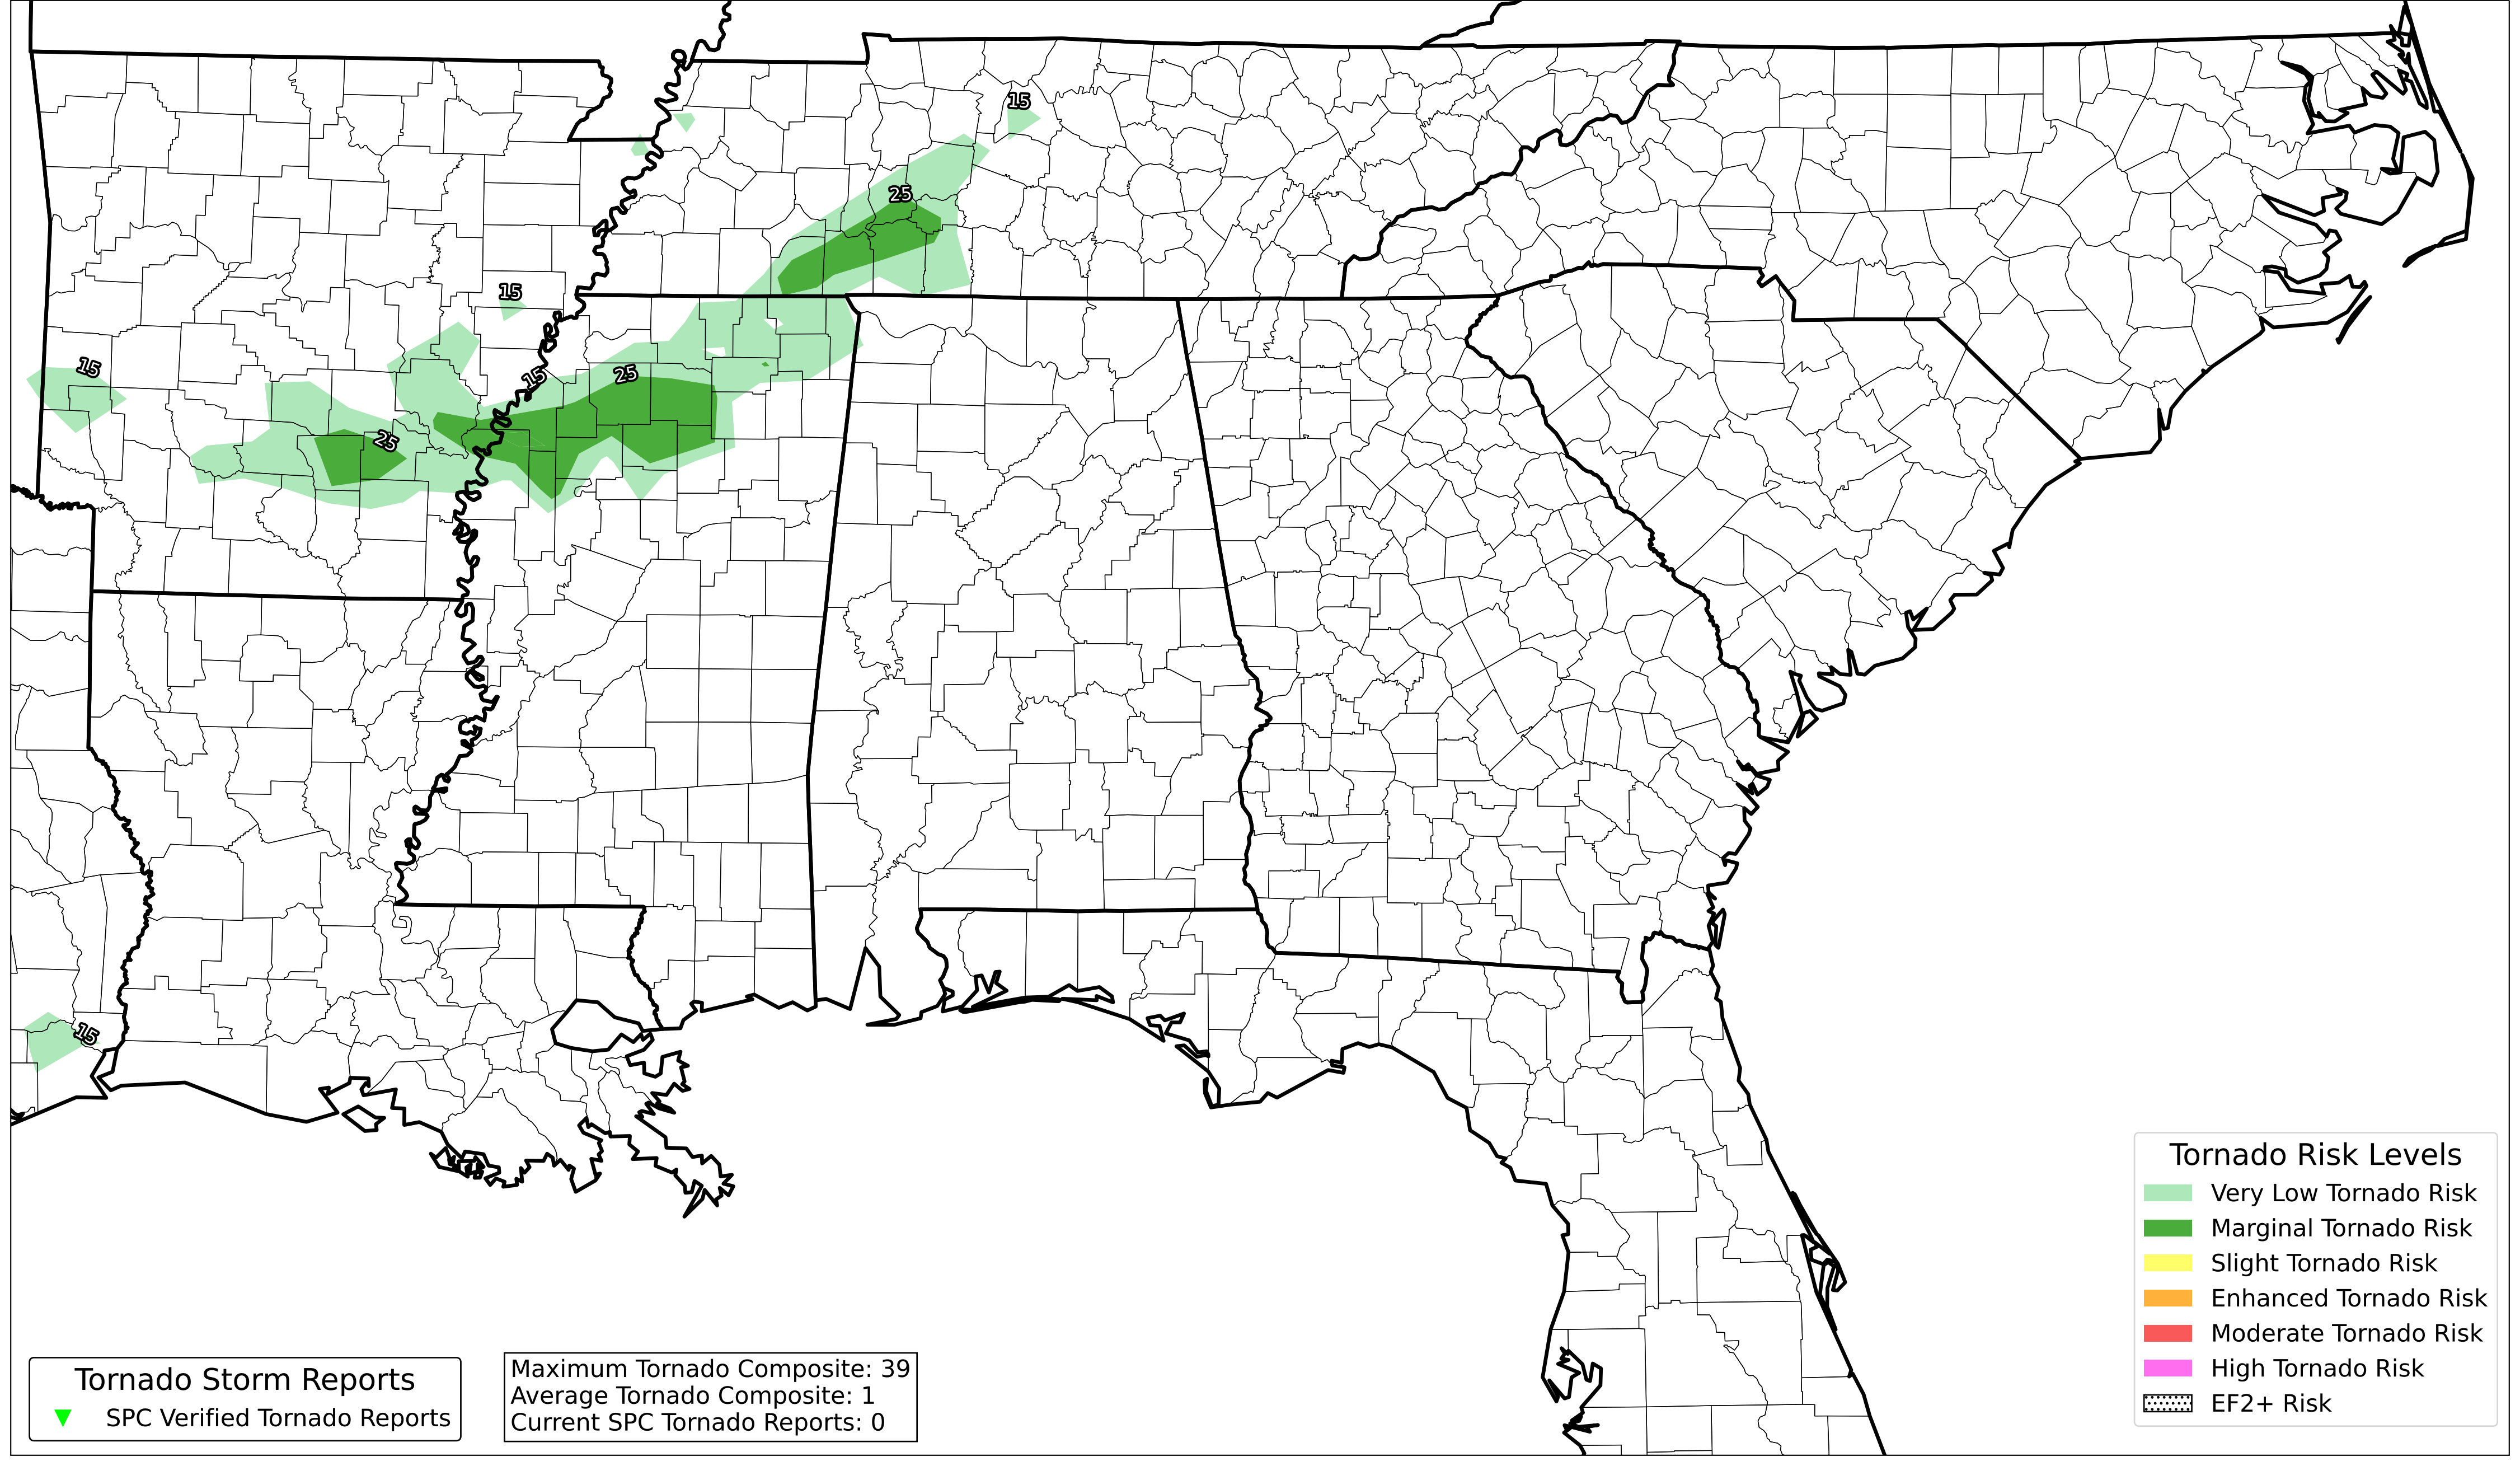 15
25
15
15
15
25
25
15
Tornado Risk Levels
Very Low Tornado Risk
Marginal Tornado Risk
Slight Tornado Risk
Enhanced Tornado Risk
Moderate Tornado Risk
High Tornado Risk
EF2+ Risk
Tornado Storm Reports
SPC Verified Tornado Reports
Maximum Tornado Composite: 39
Average Tornado Composite: 1
Current SPC Tornado Reports: 0